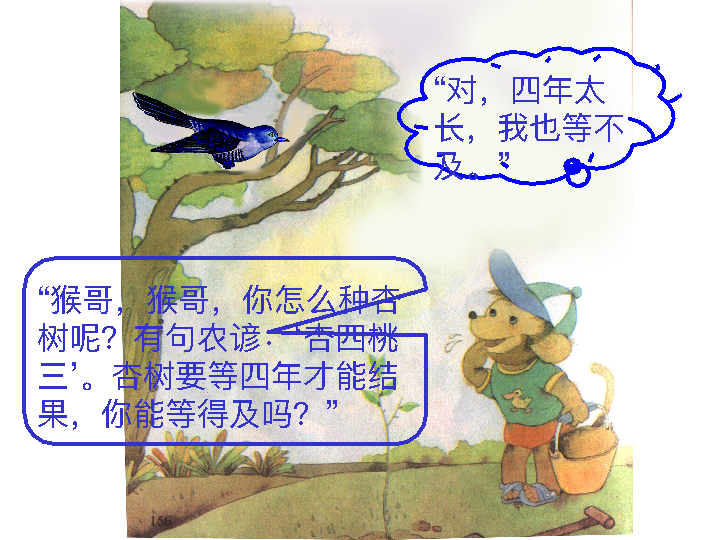 “对，四年太
长，我也等不
及。”
“猴哥，猴哥，你怎么种杏
树呢？有句农谚：‘杏四桃
三’。杏树要等四年才能结
果，你能等得及吗？”
156